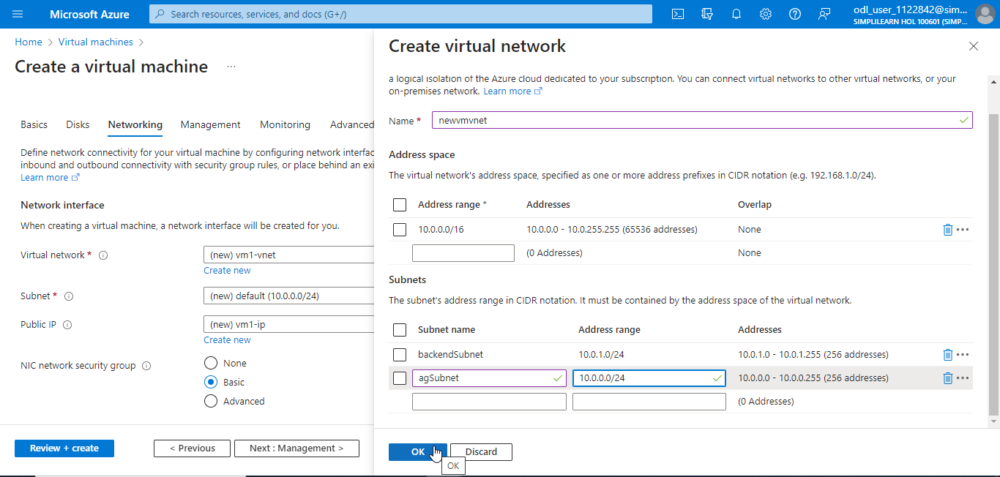 Microsoft Azure
Search resources, services, and docs (G+/)
odl_user_1122842@sim...
SIMPLILEARN HOL 100601 (SIMP...
Home > Virtual machines >
Create a virtual machine ...
Basics Disks Networking Management Monitoring Advanced
Define network connectivity for your virtual machine by configuring network interfac
inbound and outbound connectivity with security group rules, or place behind an exi
Learn more
Network interface
When creating a virtual machine, a network interface will be created for you.
Virtual network *
(new) vm1-vnet
Create new
Subnet *
(new) default (10.0.0.0/24)
Public IP
(new) vm1-ip
Create new
NIC network security group
None
Basic
Advanced
Review + create
< Previous
Next : Management >
Create virtual network
a logical isolation of the Azure cloud dedicated to your subscription. You can connect virtual networks to other virtual networks, or your
on-premises network. Learn more
Name * newvmvnet
Address space
The virtual network's address space, specified as one or more address prefixes in CIDR notation (e.g. 192.168.1.0/24).
Address range * Addresses Overlap
10.0.0.0/16 10.0.0.0 - 10.0.255.255 (65536 addresses) None
(0 Addresses) None
Subnets
The subnet's address range in CIDR notation. It must be contained by the address space of the virtual network.
Subnet name Address range Addresses
backendSubnet 10.0.1.0/24 10.0.1.0 - 10.0.1.255 (256 addresses)
agSubnet 10.0.0.0/24 10.0.0.0 - 10.0.0.255 (256 addresses)
(0 Addresses)
OK
Discard
OK